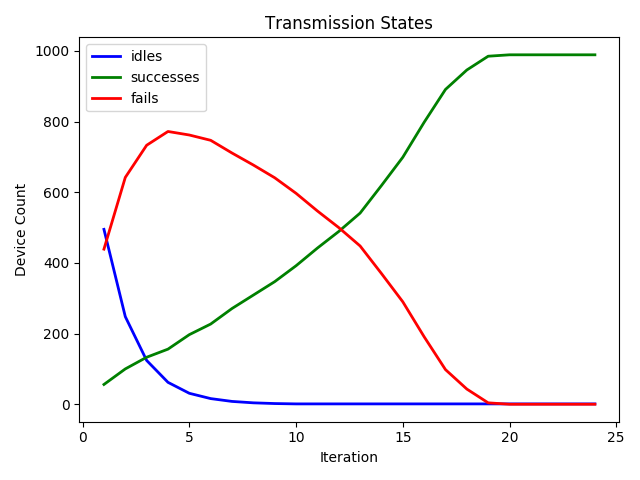 Transmission States
idles
successes
fails
Device Count
1000
800
600
400
200
0
0 5 10 15 20 25
Iteration